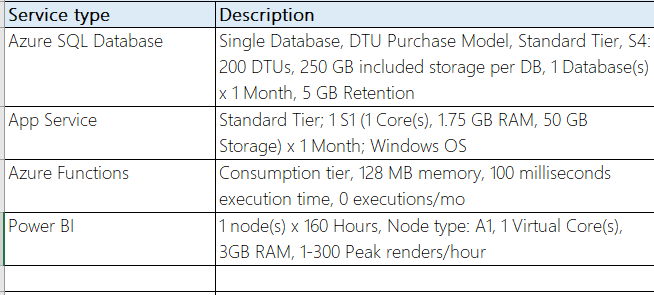 Service type
Description
Azure SQL Database
Single Database, DTU Purchase Model, Standard Tier, S4:
200 DTUs, 250 GB included storage per DB, 1 Database(s)
x 1 Month, 5 GB Retention
App Service
Standard Tier; 1 S1 (1 Core(s), 1.75 GB RAM, 50 GB
Storage) x 1 Month; Windows OS
Azure Functions
Consumption tier, 128 MB memory, 100 milliseconds
execution time, 0 executions/mo
Power BI
1 node(s) x 160 Hours, Node type: A1, 1 Virtual Core(s),
3GB RAM, 1-300 Peak renders/hour